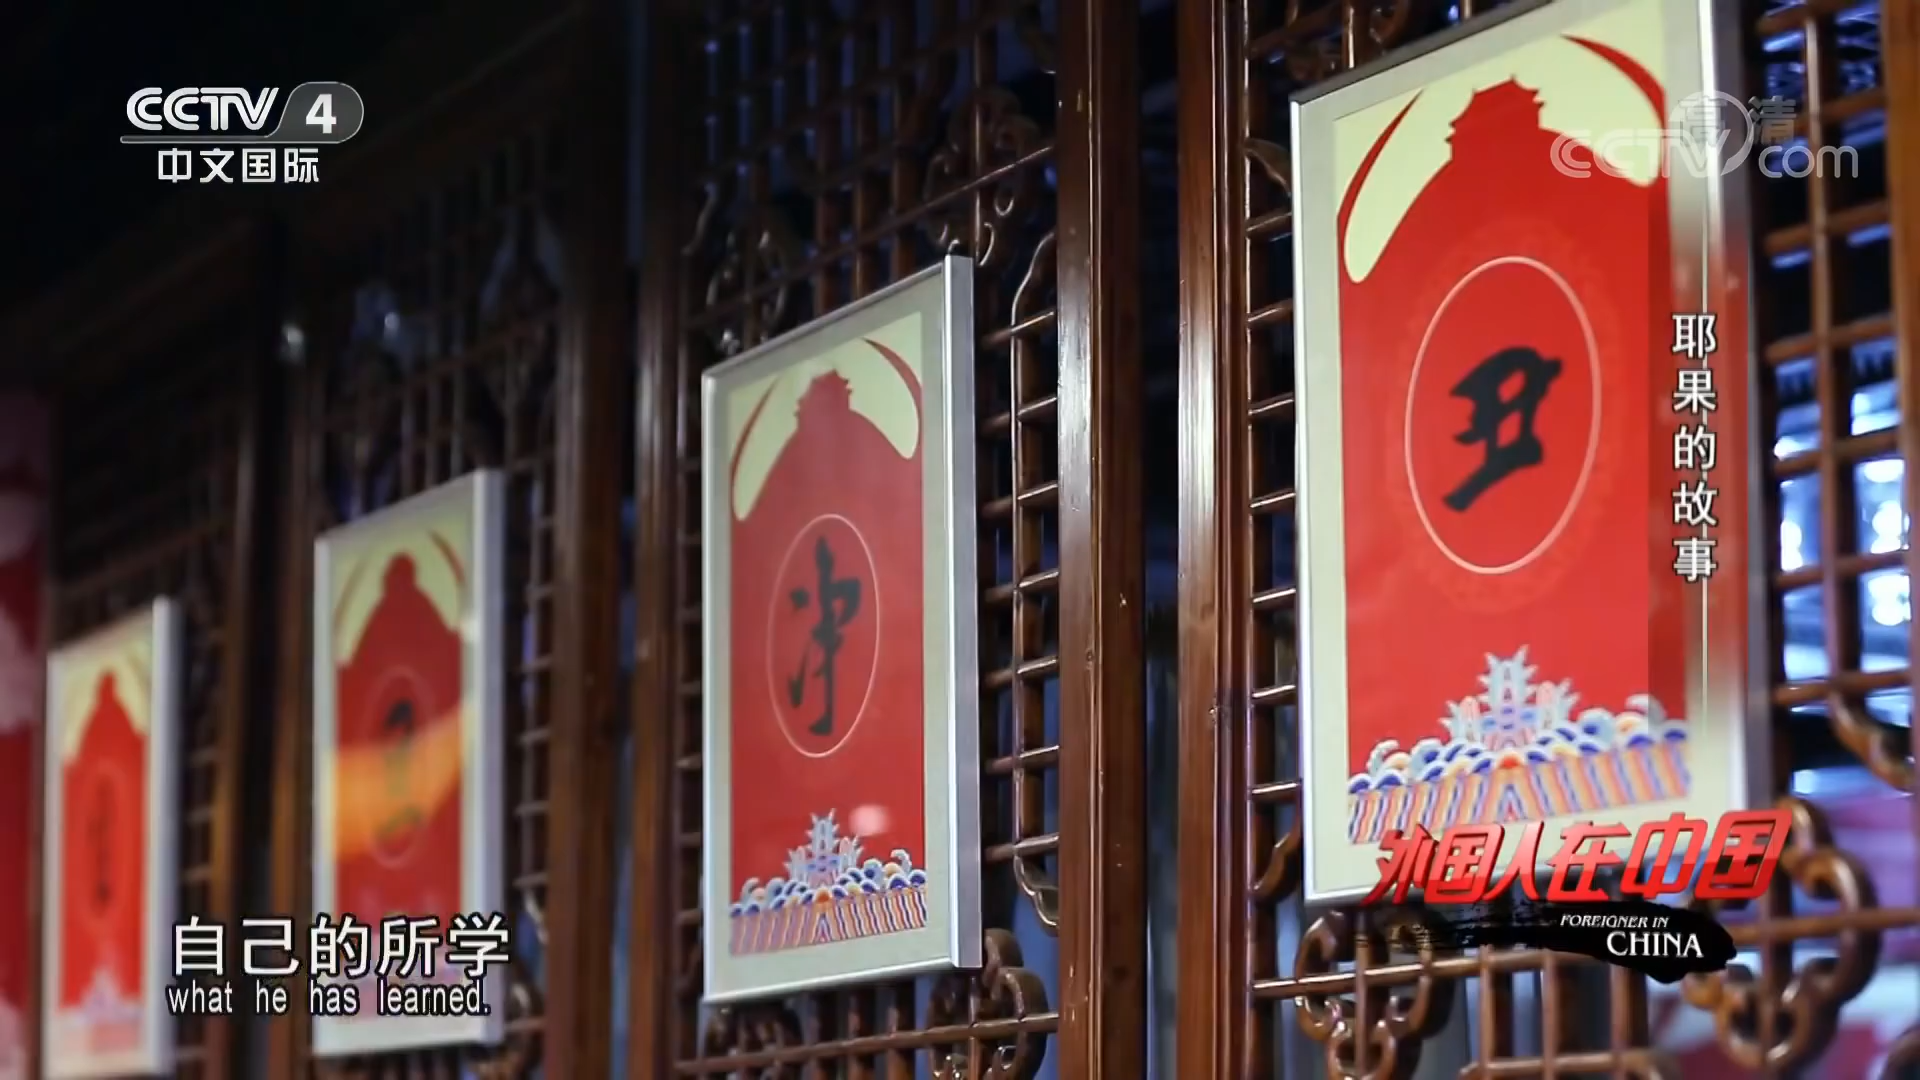 CCTV 4
中文国际
高清
CCTV com
丑
净
耶果的故事
外国人在中国
FOREIGNER IN
CHINA
自己的所学
what he has learned.